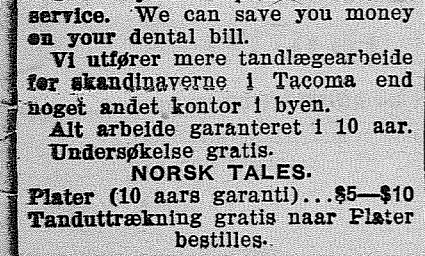 service. We can save you money
on your dental bill.
Vi utfører mere tandlægearbeide
for skandinaverne i Tacoma end
noget andet kontor i byen.
Alt arbeide garanteret i 10 aar.
Undersøkelse gratis.
NORSK TALES.
Plater (10 aars garanti)...$5—$10
Tanduttrækning gratis naar Plater
bestilles.